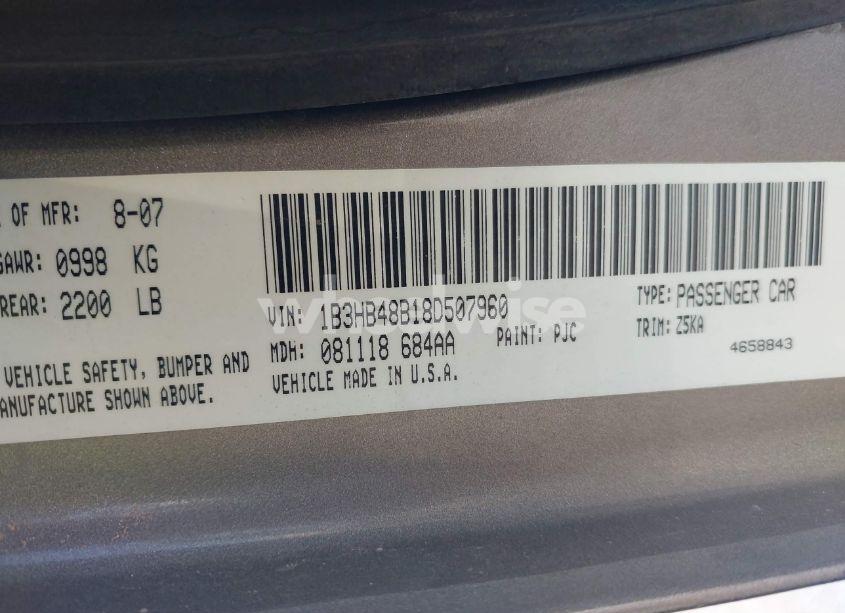 OF MFR: 8-07
GAWR: 0998 KG
REAR: 2200 LB
VEHICLE SAFETY, BUMPER AND
MANUFACTURE SHOWN ABOVE.
VIN: 1B3HB48B18D507960
TYPE: PASSENGER CAR
MDH: 081118 684AA
PAINT: PJC
TRIM: Z5KA
VEHICLE MADE IN U.S.A.
4658843